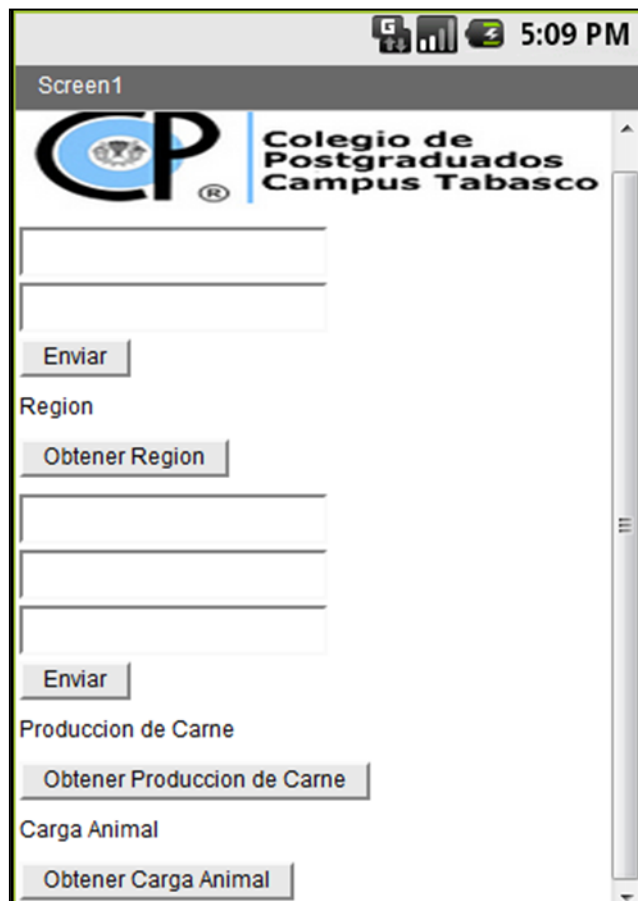 5:09 PM
Screen1
CP ®
Colegio de
Postgraduados
Campus Tabasco
Enviar
Region
Obtener Region
Enviar
Produccion de Carne
Obtener Produccion de Carne
Carga Animal
Obtener Carga Animal